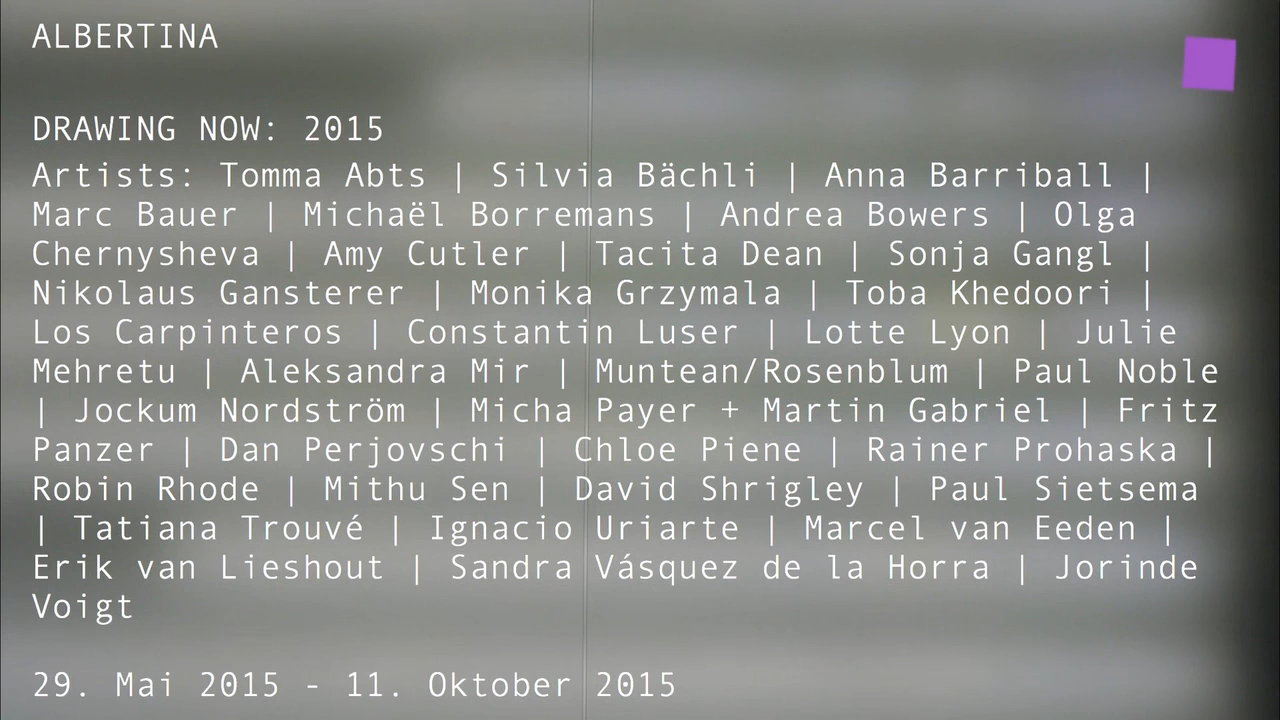 ALBERTINA
DRAWING NOW: 2015
Artists: Tomma Abts | Silvia Bächli | Anna Barriball |
Marc Bauer | Michaël Borremans | Andrea Bowers | Olga
Chernysheva | Amy Cutler | Tacita Dean | Sonja Gangl |
Nikolaus Gansterer | Monika Grzymala | Toba Khedoori |
Los Carpinteros | Constantin Luser | Lotte Lyon | Julie
Mehretu | Aleksandra Mir | Muntean/Rosenblum | Paul Noble
| Jockum Nordström | Micha Payer + Martin Gabriel | Fritz
Panzer | Dan Perjovschi | Chloe Piene | Rainer Prohaska |
Robin Rhode | Mithu Sen | David Shrigley | Paul Sietsema
| Tatiana Trouvé | Ignacio Uriarte | Marcel van Eeden |
Erik van Lieshout | Sandra Vásquez de la Horra | Jorinde
Voigt
29. Mai 2015 - 11. Oktober 2015